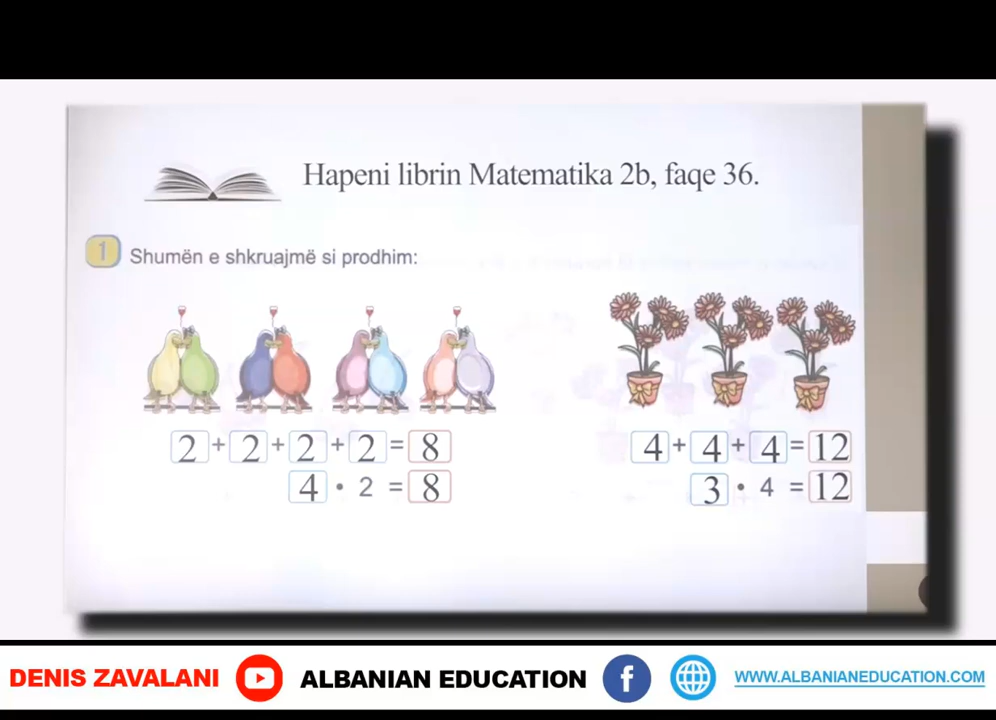 Hapeni librin Matematika 2b, faqe 36.
1 Shumën e shkruajmë si prodhim:
2 + 2 + 2 + 2 = 8
4 · 2 = 8
4 + 4 + 4 = 12
3 · 4 = 12
DENIS ZAVALANI ALBANIAN EDUCATION f WWW.ALBANIANEDUCATION.COM